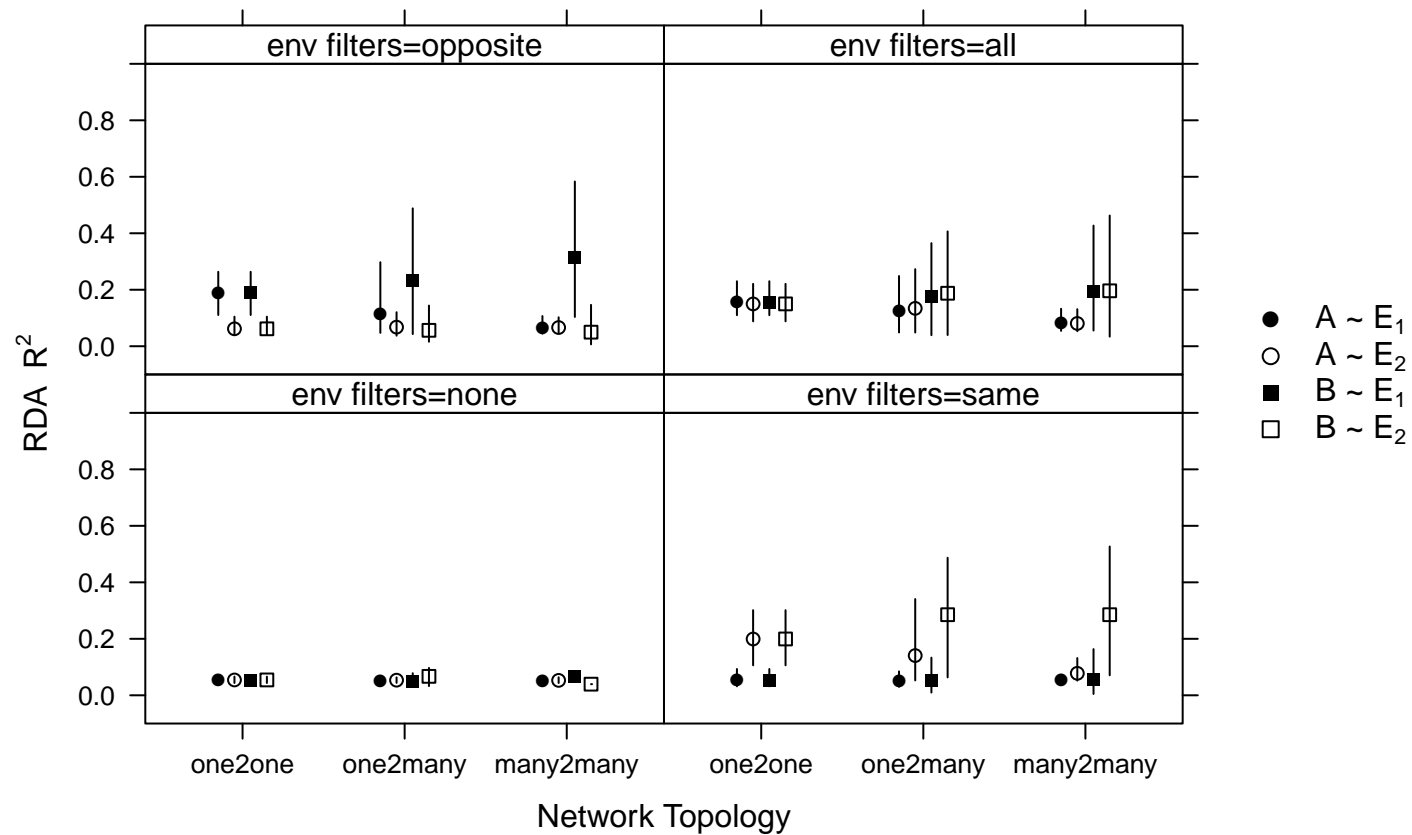 env filters=opposite
env filters=all
0.8
0.6
0.4
0.2
0.0
env filters=none
env filters=same
0.8
0.6
0.4
0.2
0.0
RDA R²
one2one one2many many2many one2one one2many many2many
Network Topology
A ~ E₁
A ~ E₂
B ~ E₁
B ~ E₂